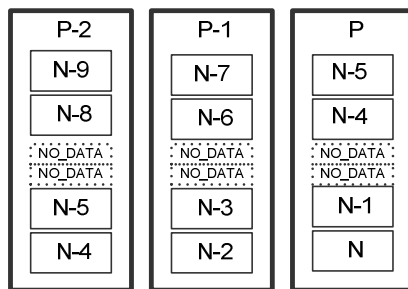 P-2
N-9
N-8
NO_DATA
NO_DATA
N-5
N-4
P-1
N-7
N-6
NO_DATA
NO_DATA
N-3
N-2
P
N-5
N-4
NO_DATA
NO_DATA
N-1
N